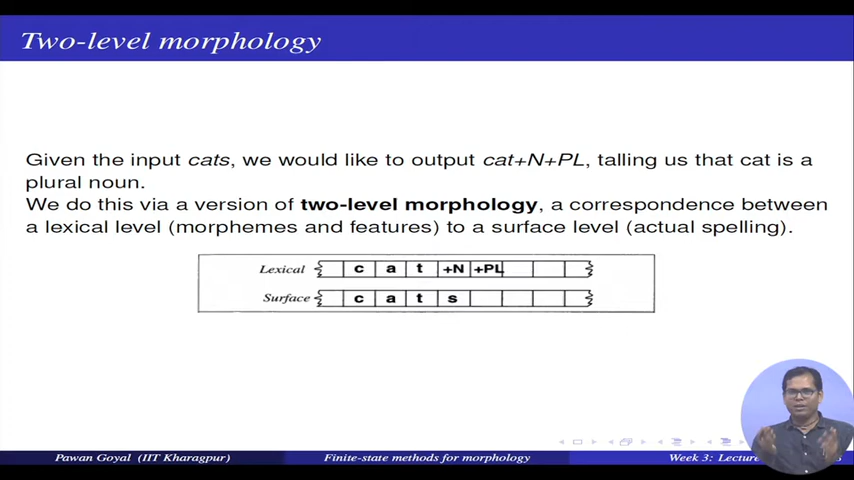 Two-level morphology
Given the input cats, we would like to output cat+N+PL, talling us that cat is a
plural noun.
We do this via a version of two-level morphology, a correspondence between
a lexical level (morphemes and features) to a surface level (actual spelling).
Lexical c a t +N +PL
Surface c a t s
Pawan Goyal (IIT Kharagpur) Finite-state methods for morphology Week 3: Lecture